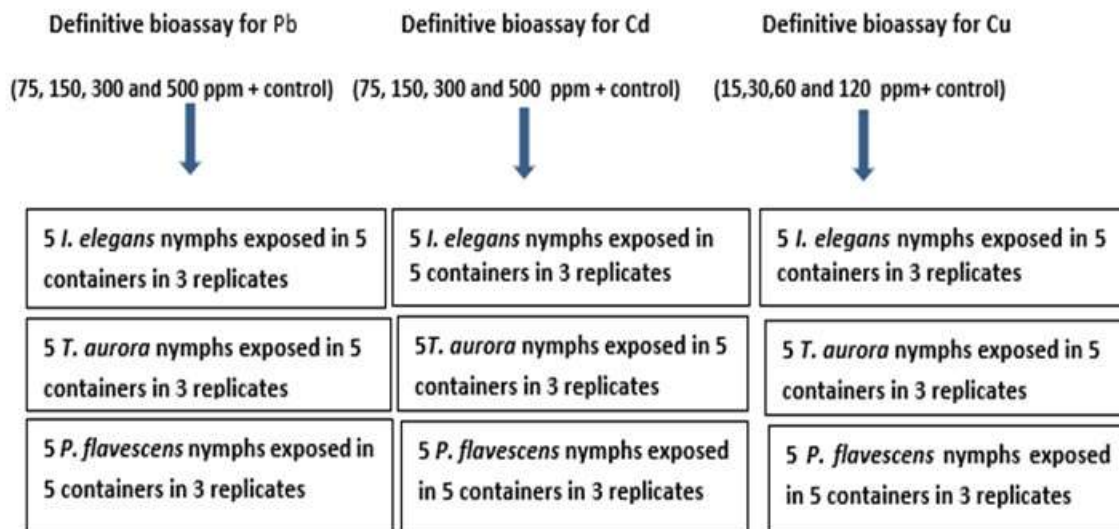 Definitive bioassay for Pb
(75, 150, 300 and 500 ppm + control)
5 I. elegans nymphs exposed in 5
containers in 3 replicates
5 T. aurora nymphs exposed in 5
containers in 3 replicates
5 P. flavescens nymphs exposed in
5 containers in 3 replicates
Definitive bioassay for Cd
(75, 150, 300 and 500 ppm + control)
5 I. elegans nymphs exposed in
5 containers in 3 replicates
5T. aurora nymphs exposed in 5
containers in 3 replicates
5 P. flavescens nymphs exposed
in 5 containers in 3 replicates
Definitive bioassay for Cu
(15,30,60 and 120 ppm+ control)
5 I. elegans nymphs exposed in 5
containers in 3 replicates
5 T. aurora nymphs exposed in 5
containers in 3 replicates
5 P. flavescens nymphs exposed
in 5 containers in 3 replicates